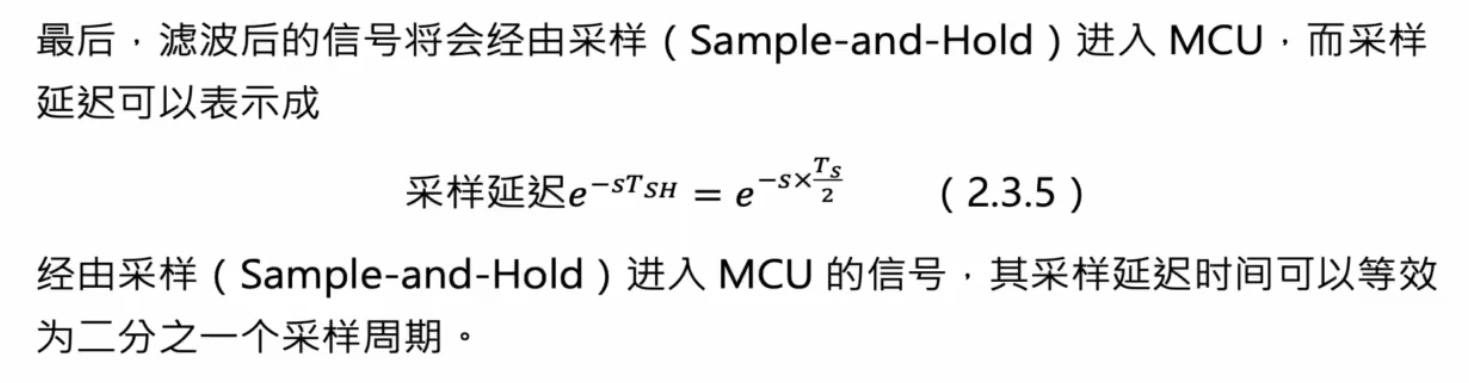 最后，滤波后的信号将会经由采样（Sample-and-Hold）进入 MCU，而采样
延迟可以表示成
采样延迟e^{-sT_{SH}} = e^{-s×\frac{T_s}{2}} （2.3.5）
经由采样（Sample-and-Hold）进入 MCU 的信号，其采样延迟时间可以等效
为二分之一个采样周期。